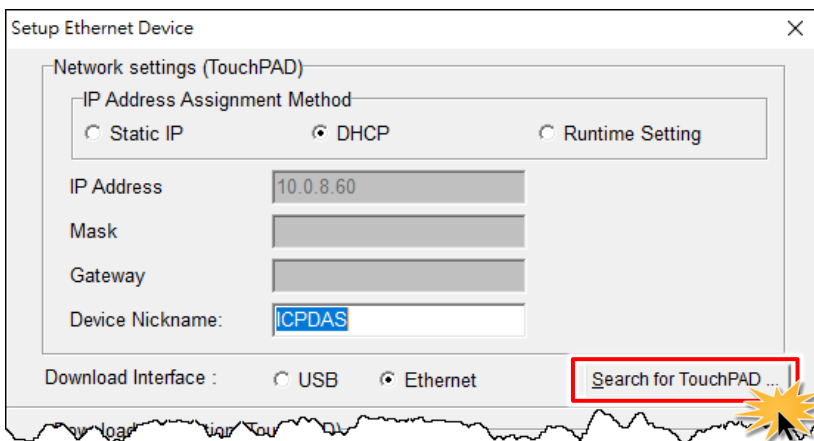 Setup Ethernet Device
Network settings (TouchPAD)
IP Address Assignment Method
Static IP DHCP Runtime Setting
IP Address 10.0.8.60
Mask
Gateway
Device Nickname: ICPDAS
Download Interface : USB Ethernet Search for TouchPAD ...